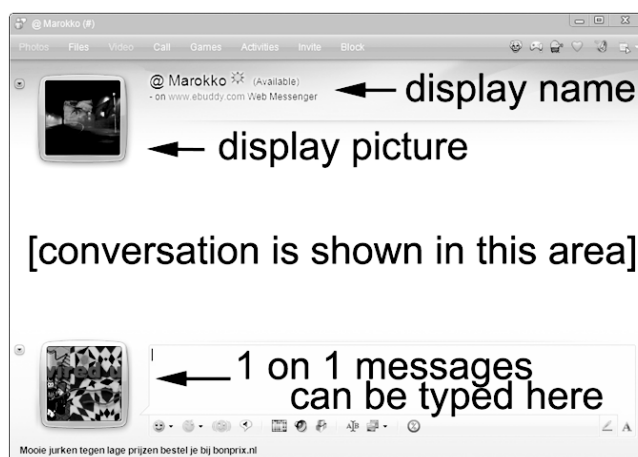 @ Marokko (#)
Photos Files Video Call Games Activities Invite Block
@ Marokko (Available)
- on www.ebuddy.com Web Messenger
display name
display picture
[conversation is shown in this area]
1 on 1 messages
can be typed here
A
Mooie jurken tegen lage prijzen bestel je bij bonprix.nl